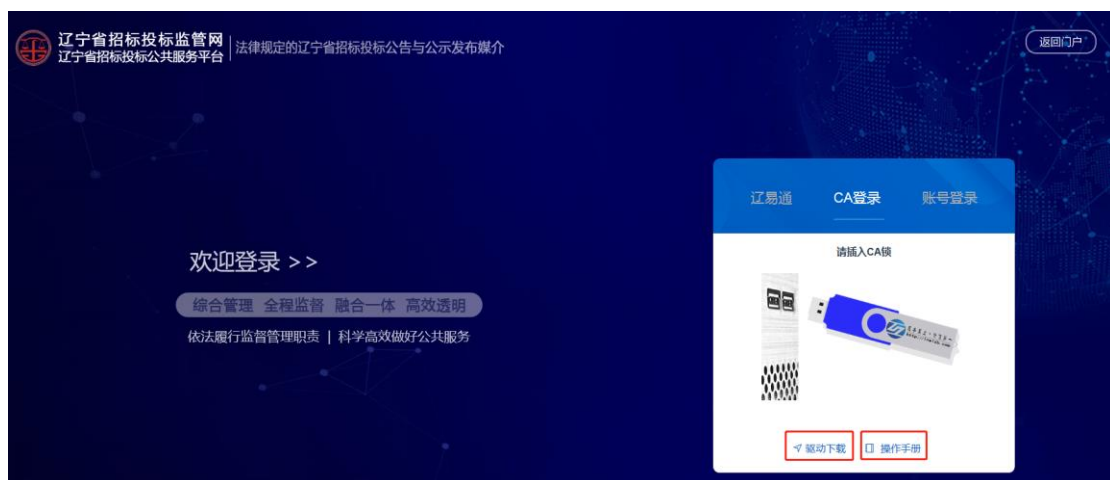 辽宁省招标投标监管网
辽宁省招标投标公共服务平台
法律规定的辽宁省招标投标公告与公示发布媒介
返回门户
辽易通 CA登录 账号登录
请插入CA锁
欢迎登录 >>
综合管理 全程监督 融合一体 高效透明
依法履行监督管理职责 | 科学高效做好公共服务
驱动下载 操作手册